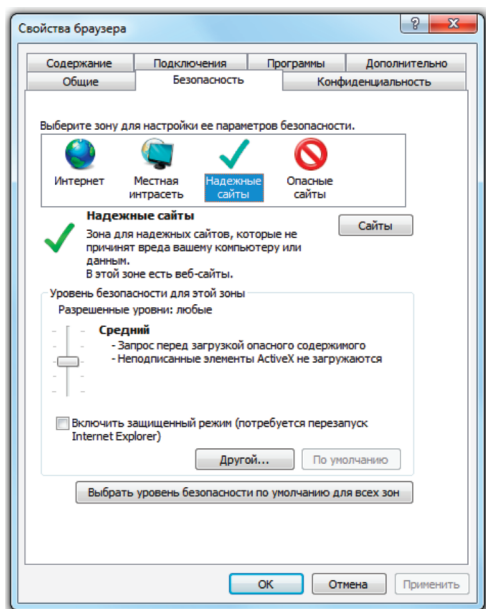 Свойства браузера
Содержание Подключения Программы Дополнительно
Общие Безопасность Конфиденциальность
Выберите зону для настройки ее параметров безопасности.
Интернет Местная интрасеть Надежные сайты Опасные сайты
Надежные сайты
Сайты
Зона для надежных сайтов, которые не
причинят вреда вашему компьютеру или
данным.
В этой зоне есть веб-сайты.
Уровень безопасности для этой зоны
Разрешенные уровни: любые
Средний
- Запрос перед загрузкой опасного содержимого
- Неподписанные элементы ActiveX не загружаются
Включить защищенный режим (потребуется перезапуск
Internet Explorer)
Другой... По умолчанию
Выбрать уровень безопасности по умолчанию для всех зон
ОК Отмена Применить